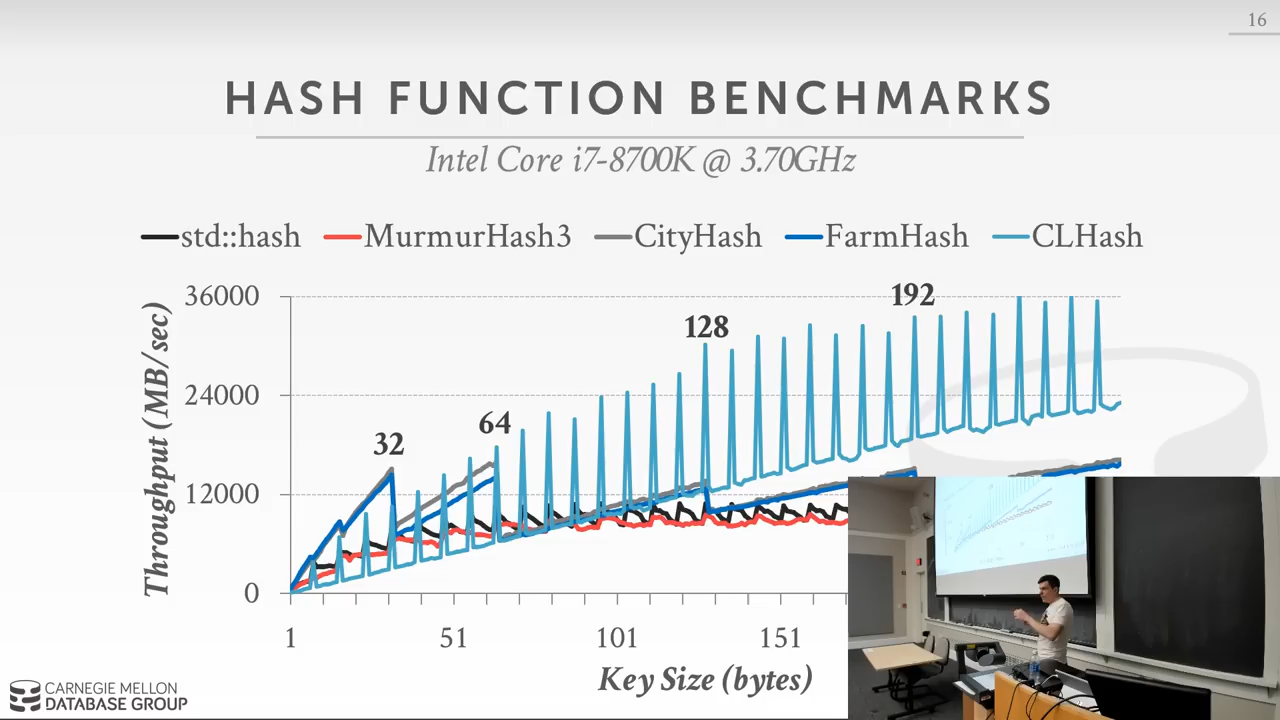 16
HASH FUNCTION BENCHMARKS
Intel Core i7-8700K @ 3.70GHz
std::hash MurmurHash3 CityHash FarmHash CLHash
Throughput (MB/sec)
36000
24000
12000
0
32
64
128
192
1 51 101 151
Key Size (bytes)
CARNEGIE MELLON
DATABASE GROUP